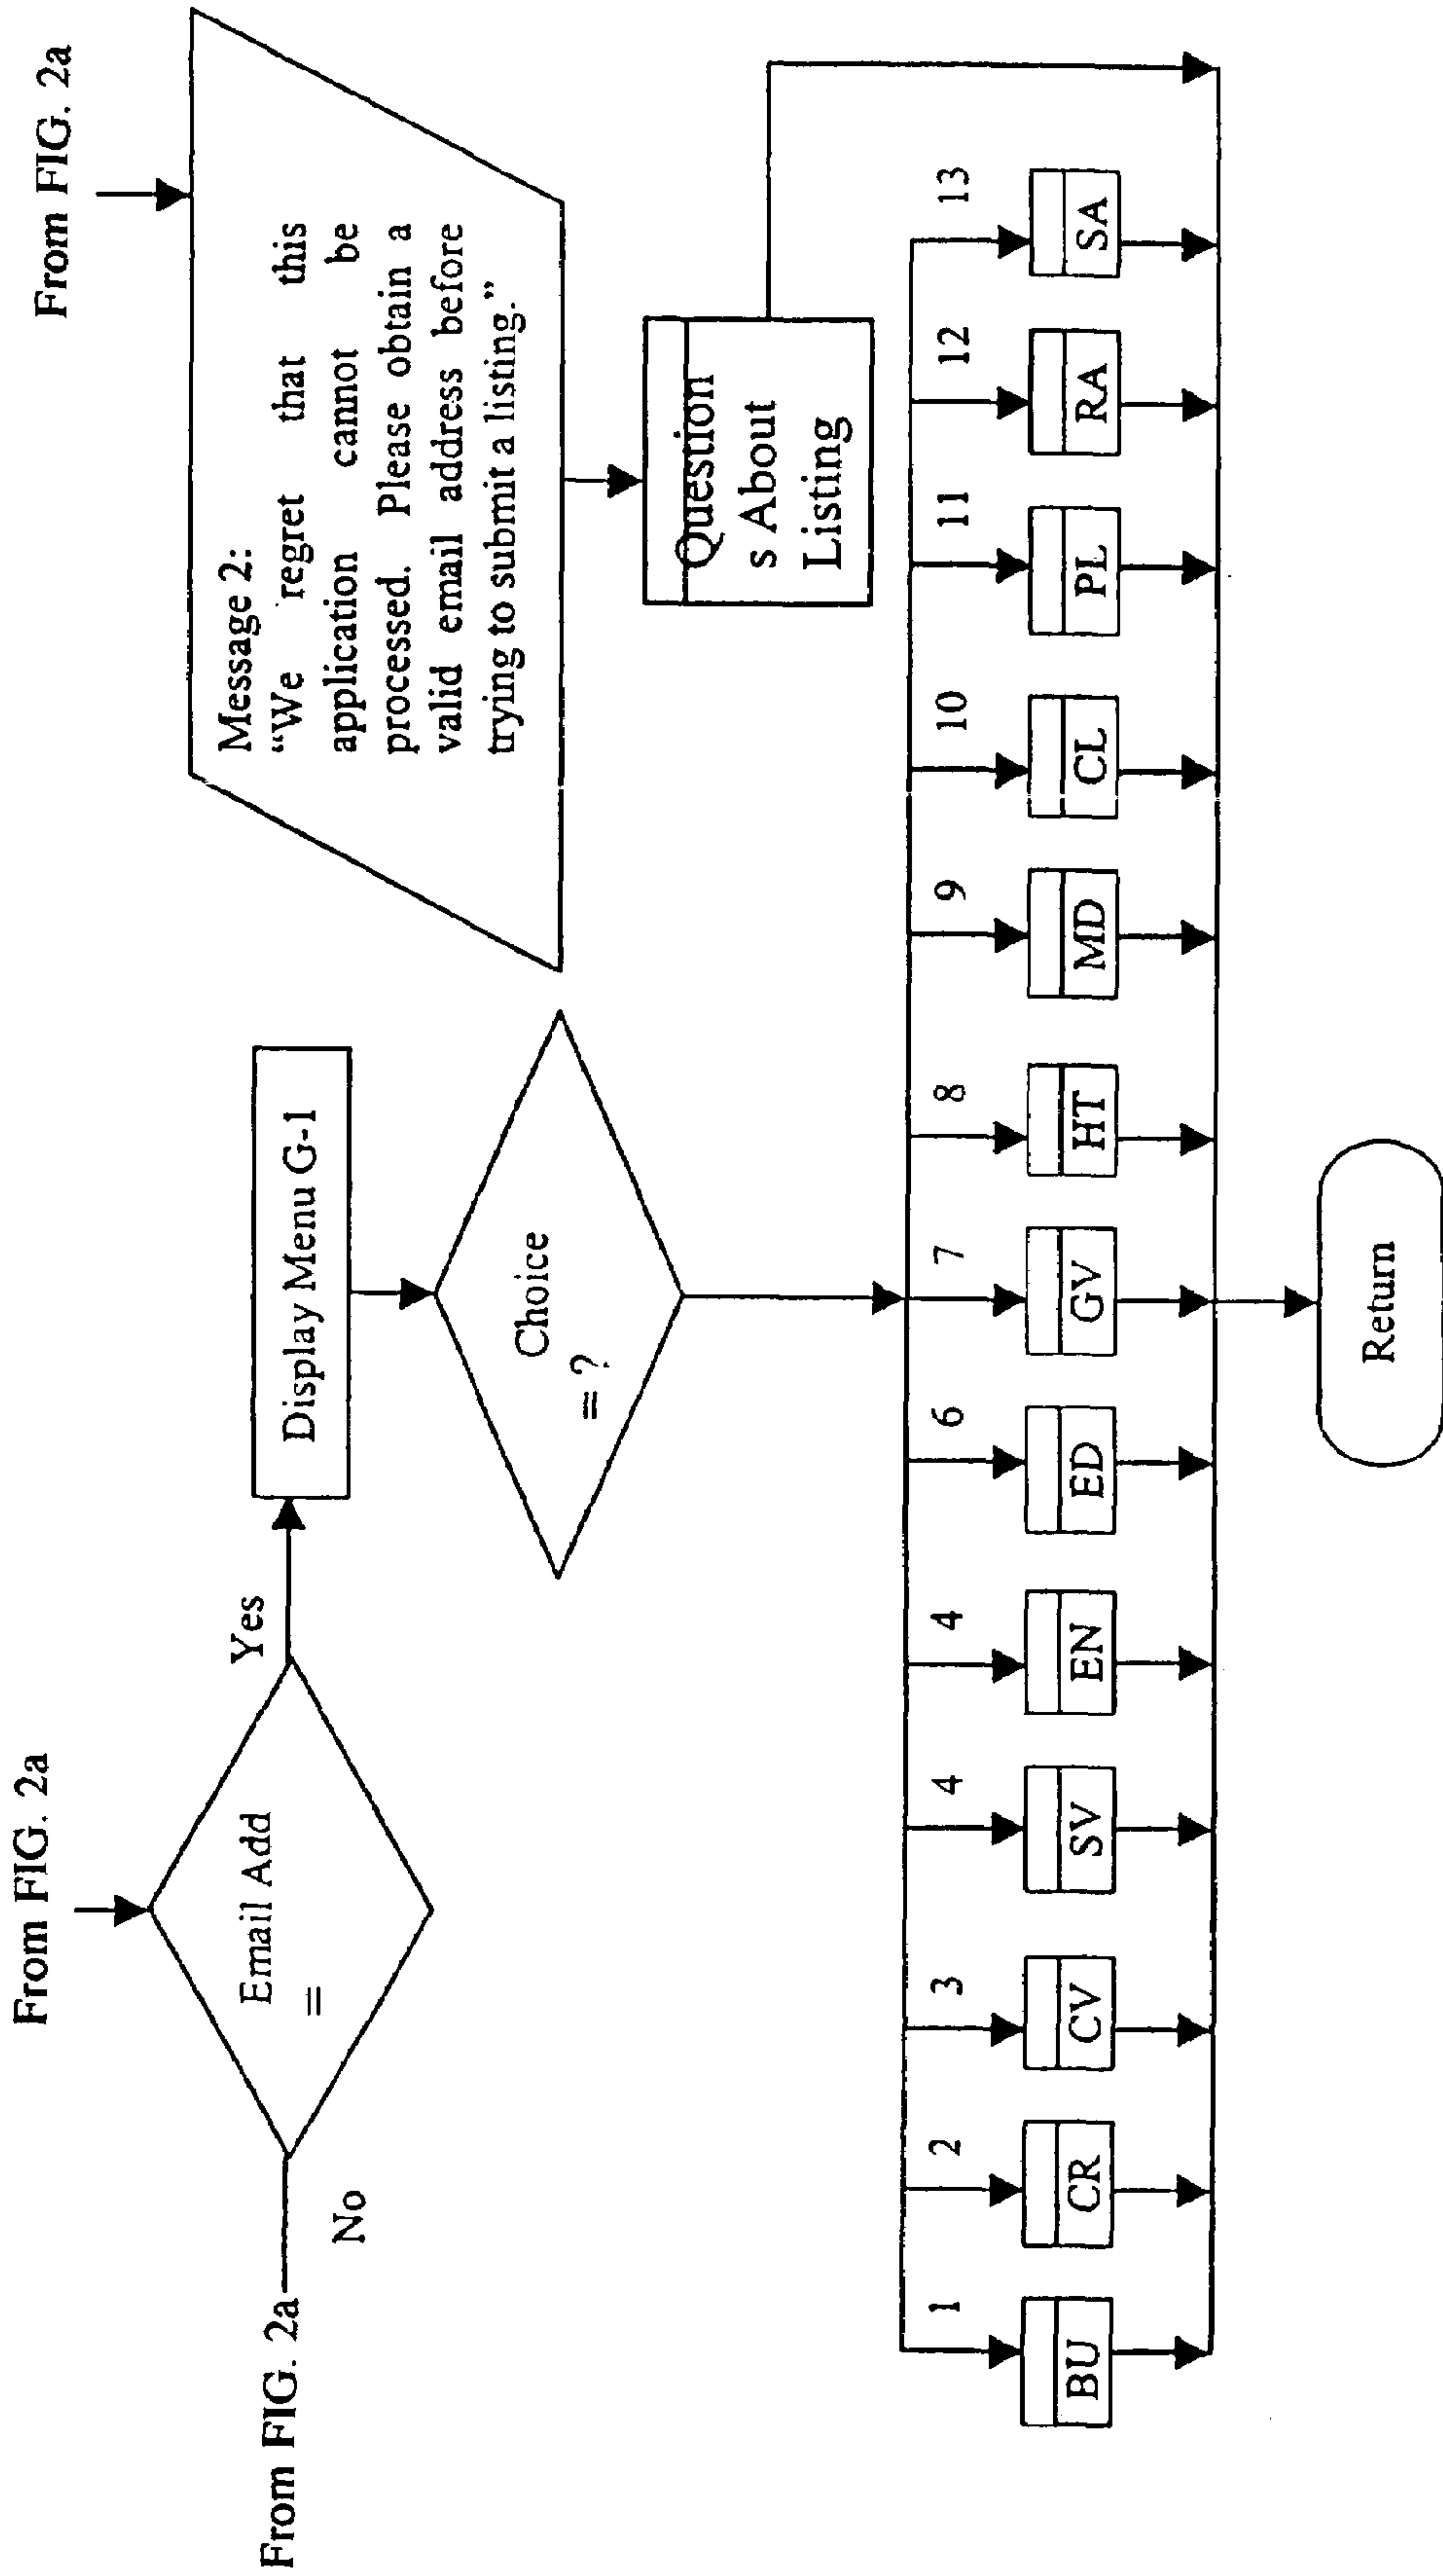 From FIG. 2a
From FIG. 2a
Email Add
=
Yes
No
From FIG. 2a
Display Menu G-1
Choice
= ?
Message 2:
“We regret that this
application cannot be
processed. Please obtain a
valid email address before
trying to submit a listing.”
Question
s About
Listing
1
2
3
4
4
6
7
8
9
10
11
12
13
BU
CR
CV
SV
EN
ED
GV
HT
MD
CL
PL
RA
SA
Return